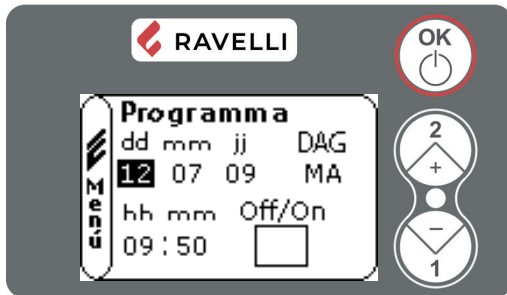 RAVELLI
OK
Programma
dd mm jj DAG
12 07 09 MA
hh mm Off/On
09:50
Menú
2
+
−
1